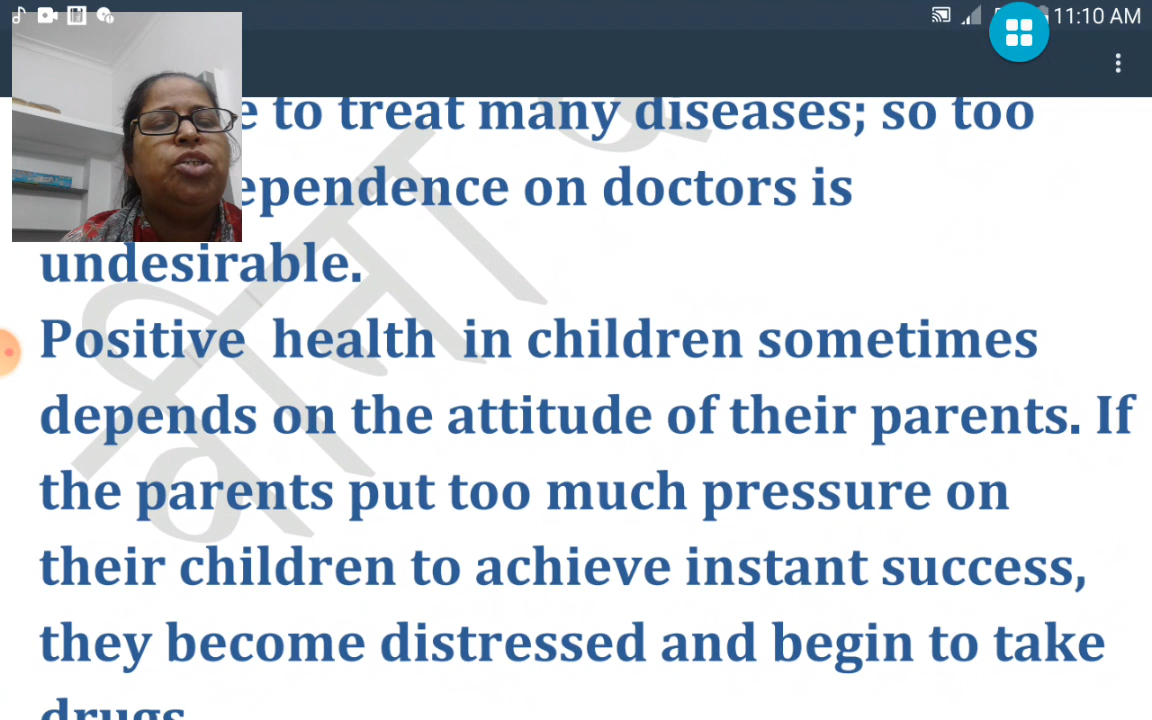 11:10 AM
e to treat many diseases; so too
ependence on doctors is
undesirable.
Positive health in children sometimes
depends on the attitude of their parents. If
the parents put too much pressure on
their children to achieve instant success,
they become distressed and begin to take
drugs